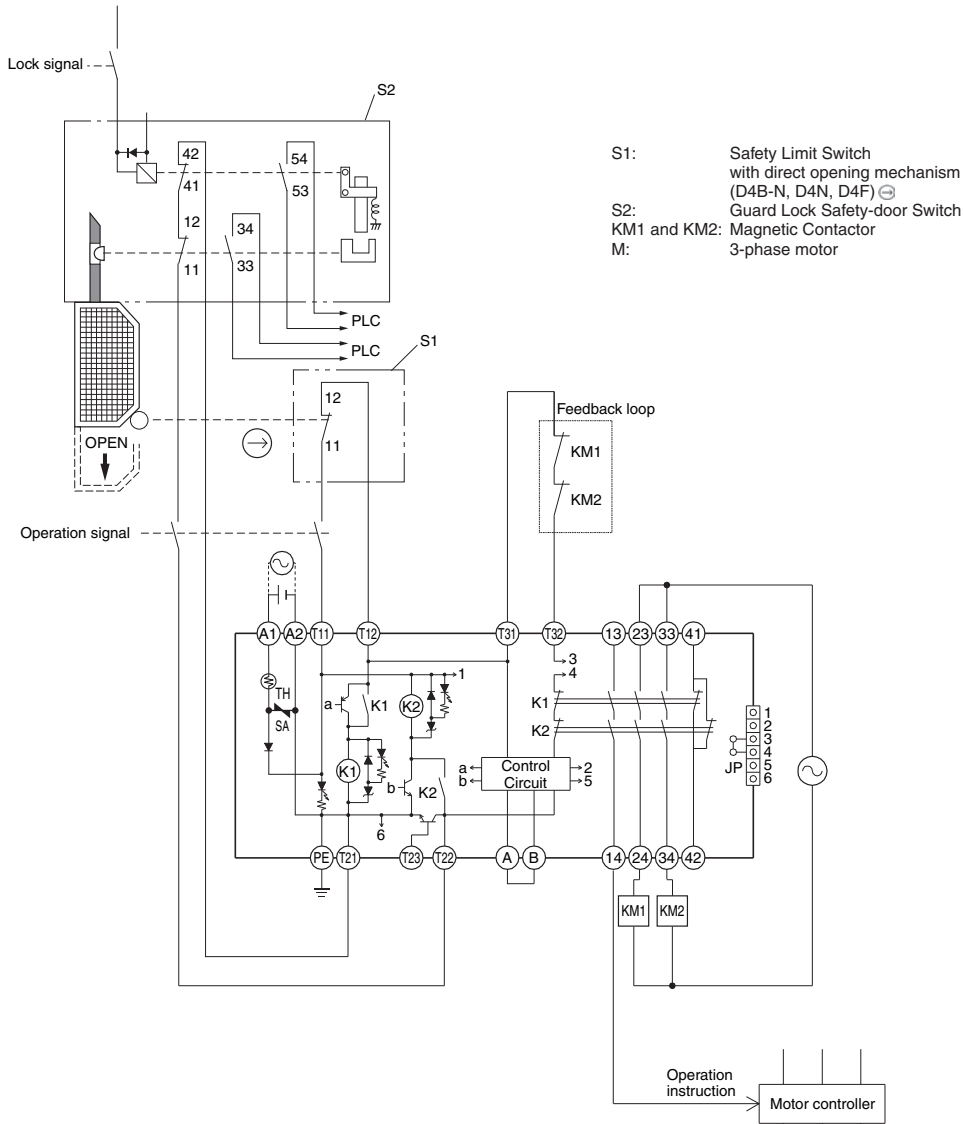 Lock signal
S2
42
41
54
53
12
11
34
33
PLC
PLC
S1
12
11
OPEN
Operation signal
S1: Safety Limit Switch
with direct opening mechanism
(D4B-N, D4N, D4F)
S2: Guard Lock Safety-door Switch
KM1 and KM2: Magnetic Contactor
M: 3-phase motor
Feedback loop
KM1
KM2
A1 A2 T11 T12 T31 T32 13 23 33 41
3
4
1
TH
SA
a
K1
K2
K1
K2
K1
b
K2
6
a
b
Control
Circuit
2
5
JP
1
2
3
4
5
6
PE T21 T23 T22 A B 14 24 34 42
KM1 KM2
Operation
instruction
Motor controller